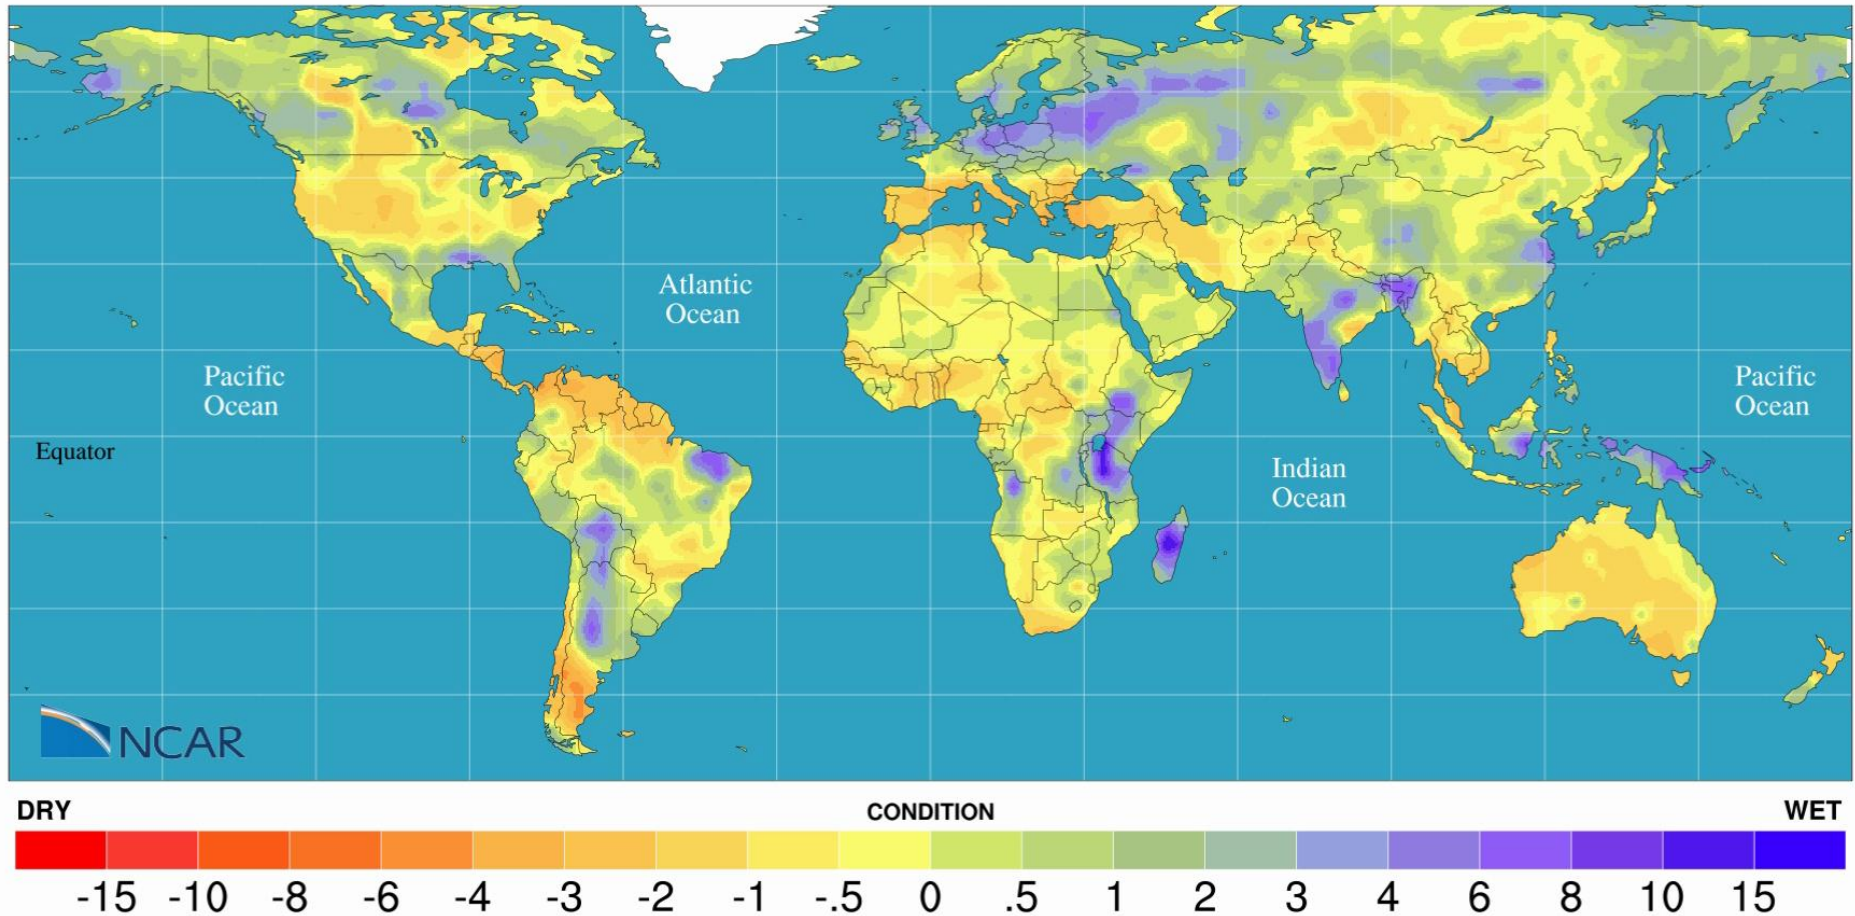 Atlantic
Ocean
Pacific
Ocean
Pacific
Ocean
Equator
Indian
Ocean
NCAR
DRY CONDITION WET
-15 -10 -8 -6 -4 -3 -2 -1 -.5 0 .5 1 2 3 4 6 8 10 15